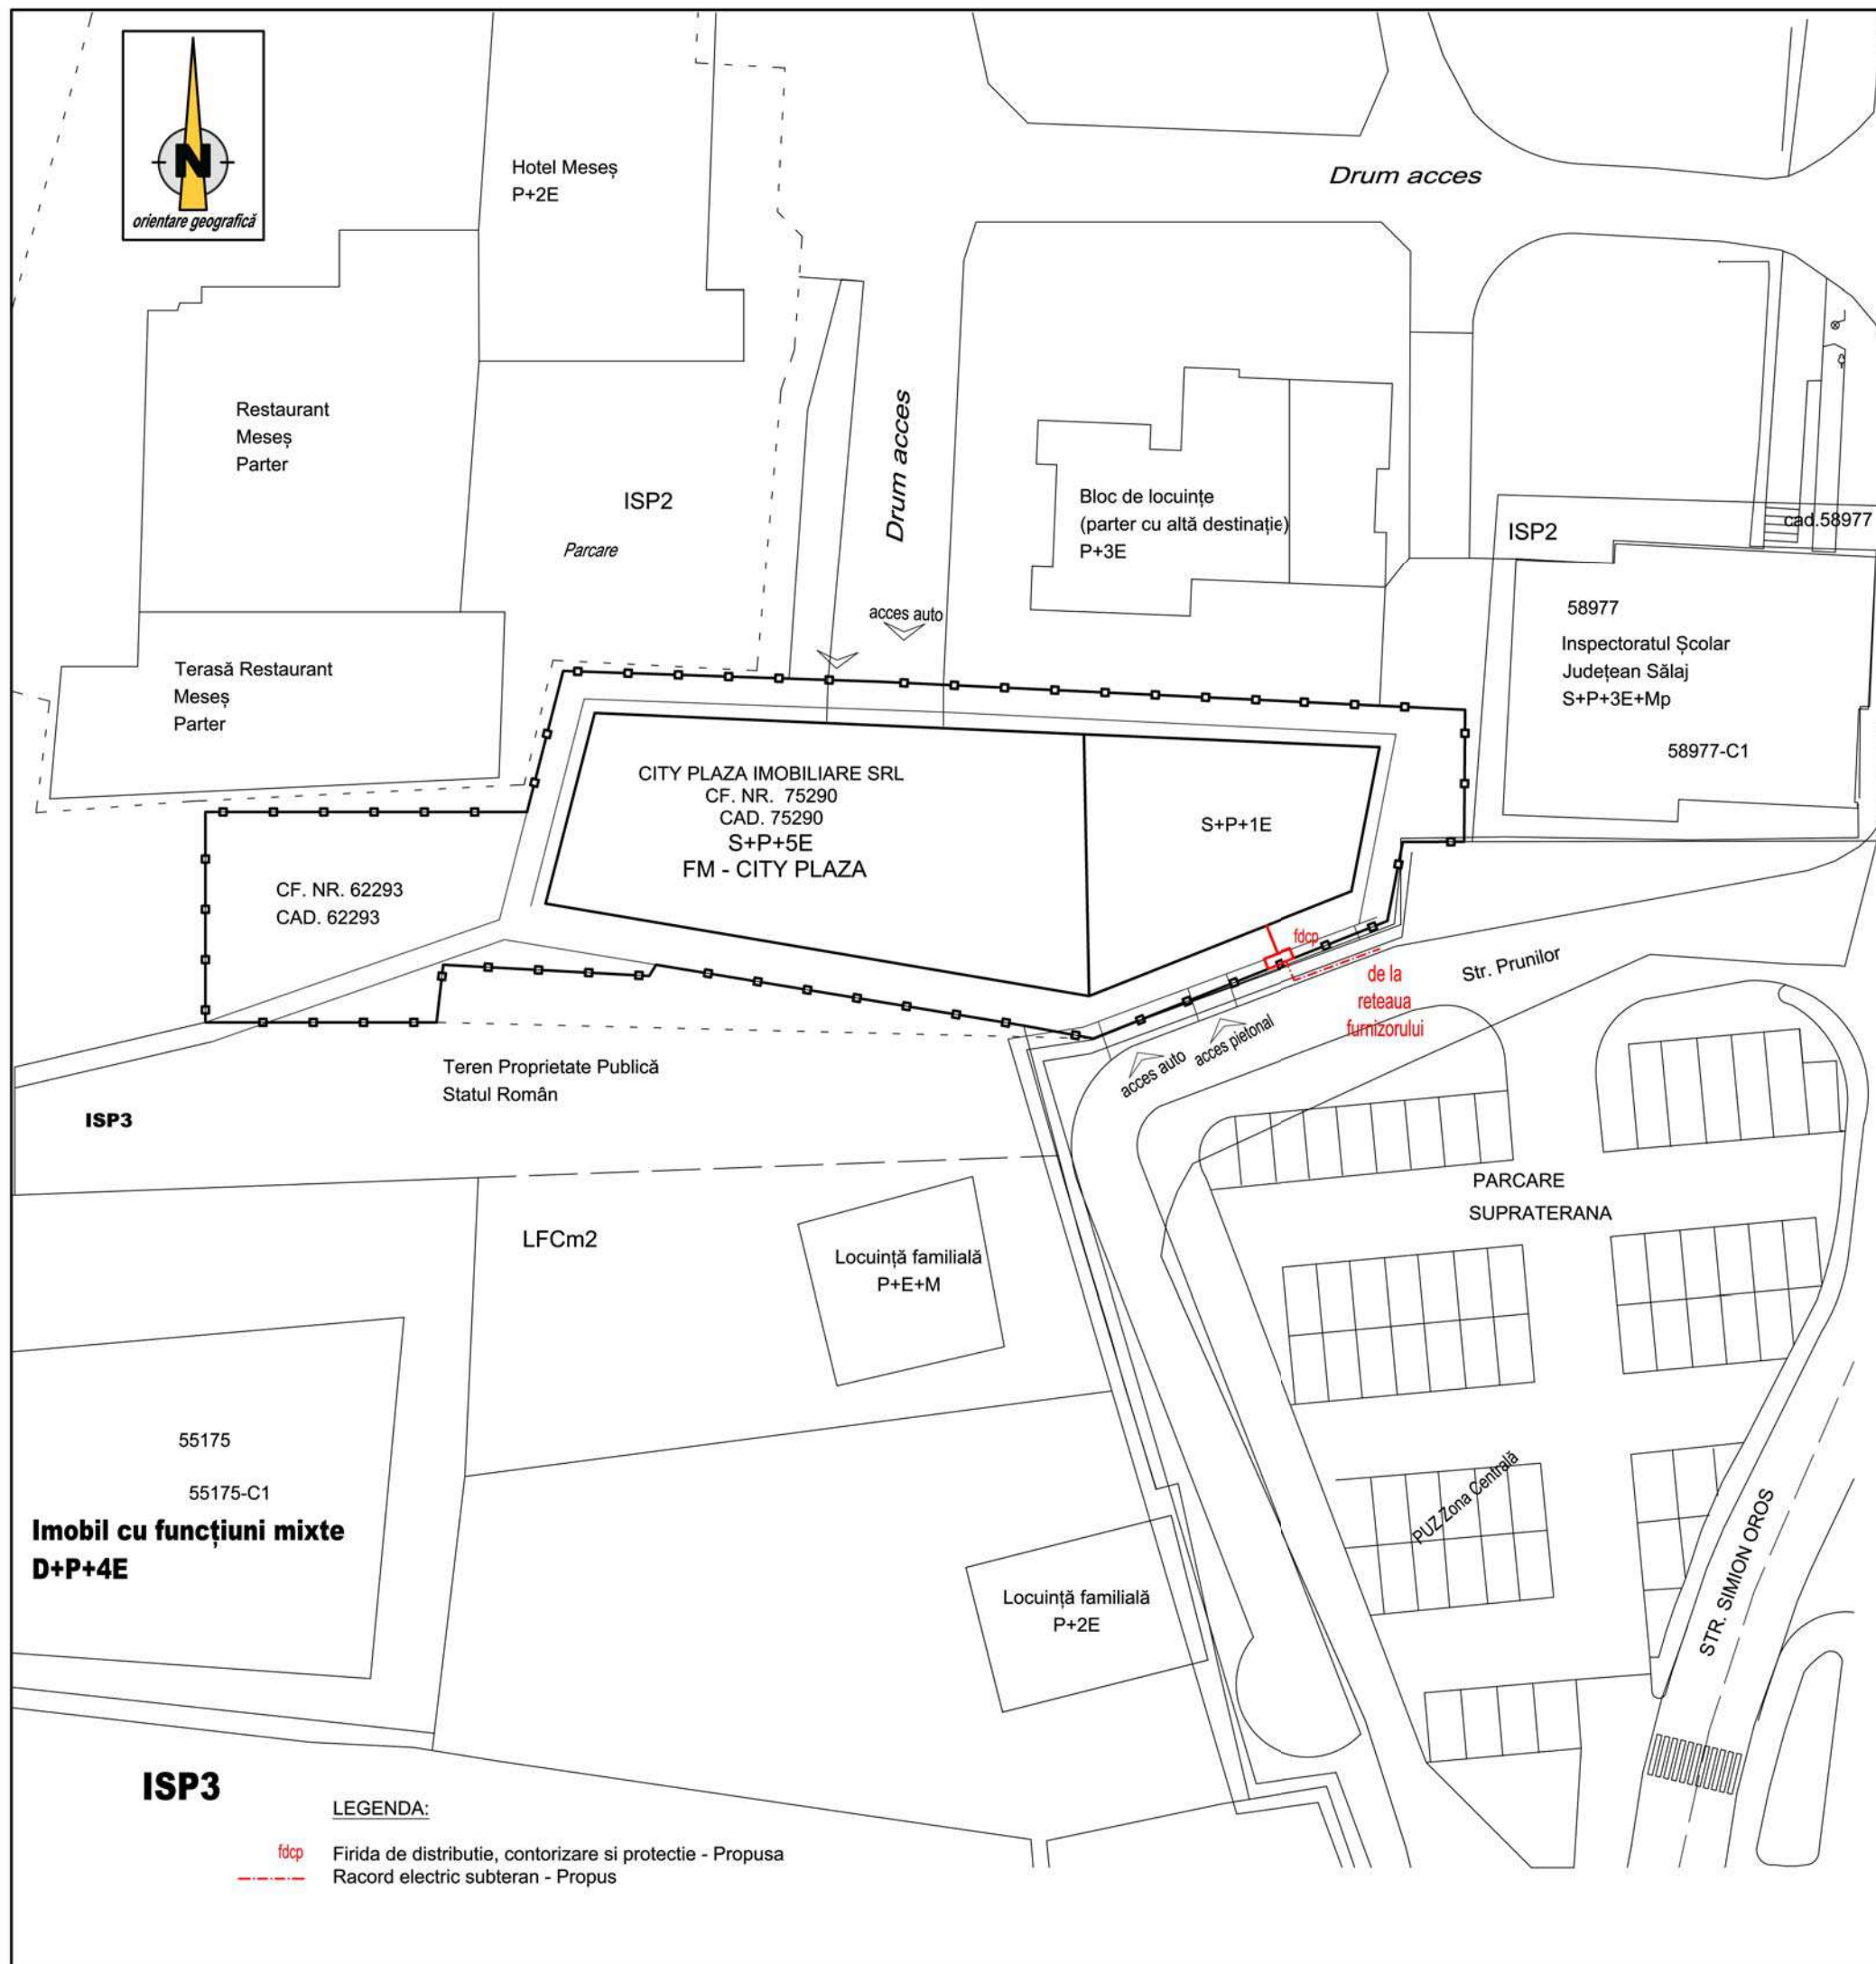 N
orientare geografică
Hotel Meseș
P+2E
Drum acces
Restaurant
Meseș
Parter
ISP2
Parcare
Drum acces
Bloc de locuințe
(parter cu altă destinație)
P+3E
ISP2
cad.58977
acces auto
58977
Inspectoratul Școlar
Județean Sălaj
S+P+3E+Mp
58977-C1
Terasă Restaurant
Meseș
Parter
CITY PLAZA IMOBILIARE SRL
CF. NR. 75290
CAD. 75290
S+P+5E
FM - CITY PLAZA
S+P+1E
CF. NR. 62293
CAD. 62293
fdcp
de la
reteaua
furnizorului
Str. Prunilor
acces auto
acces pietonal
Teren Proprietate Publică
Statul Român
ISP3
PARCARE
SUPRATERANA
LFCm2
Locuință familială
P+E+M
55175
55175-C1
Imobil cu funcțiuni mixte
D+P+4E
PUZ Zona Centrală
STR. SIMION OROS
Locuință familială
P+2E
ISP3
LEGENDA:
fdcp Firida de distributie, contorizare si protectie - Propusa
Racord electric subteran - Propus